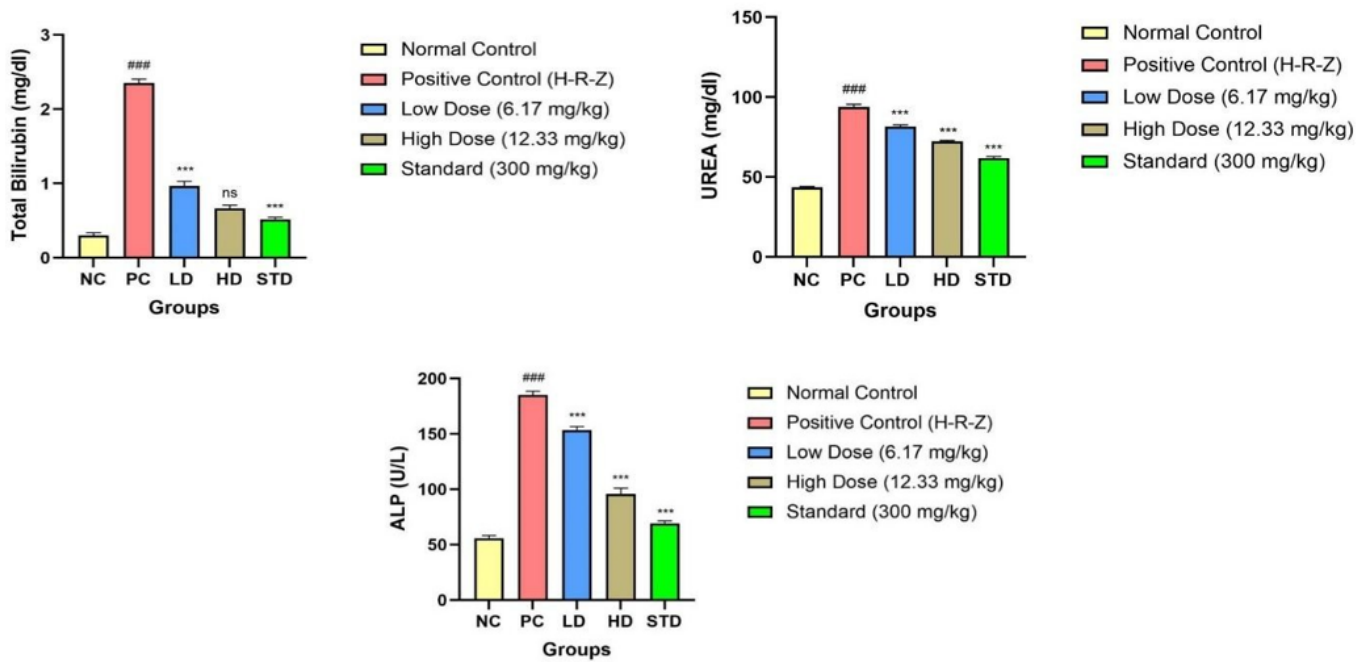 Total Bilirubin (mg/dl)
3
2
1
0
###
***
ns
***
NC PC LD HD STD
Groups
Normal Control
Positive Control (H-R-Z)
Low Dose (6.17 mg/kg)
High Dose (12.33 mg/kg)
Standard (300 mg/kg)
UREA (mg/dl)
150
100
50
0
###
***
***
***
NC PC LD HD STD
Groups
Normal Control
Positive Control (H-R-Z)
Low Dose (6.17 mg/kg)
High Dose (12.33 mg/kg)
Standard (300 mg/kg)
ALP (U/L)
200
150
100
50
0
###
***
***
***
NC PC LD HD STD
Groups
Normal Control
Positive Control (H-R-Z)
Low Dose (6.17 mg/kg)
High Dose (12.33 mg/kg)
Standard (300 mg/kg)